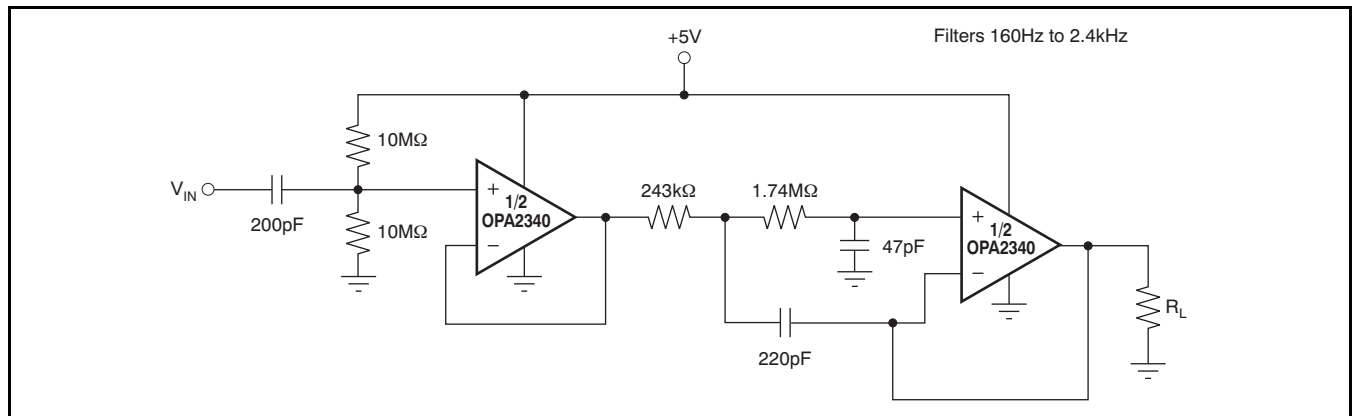 +5V
Filters 160Hz to 2.4kHz
10MΩ
V_IN
200pF
10MΩ
+
1/2
OPA2340
−
243kΩ
1.74MΩ
47pF
220pF
+
1/2
OPA2340
−
R_L